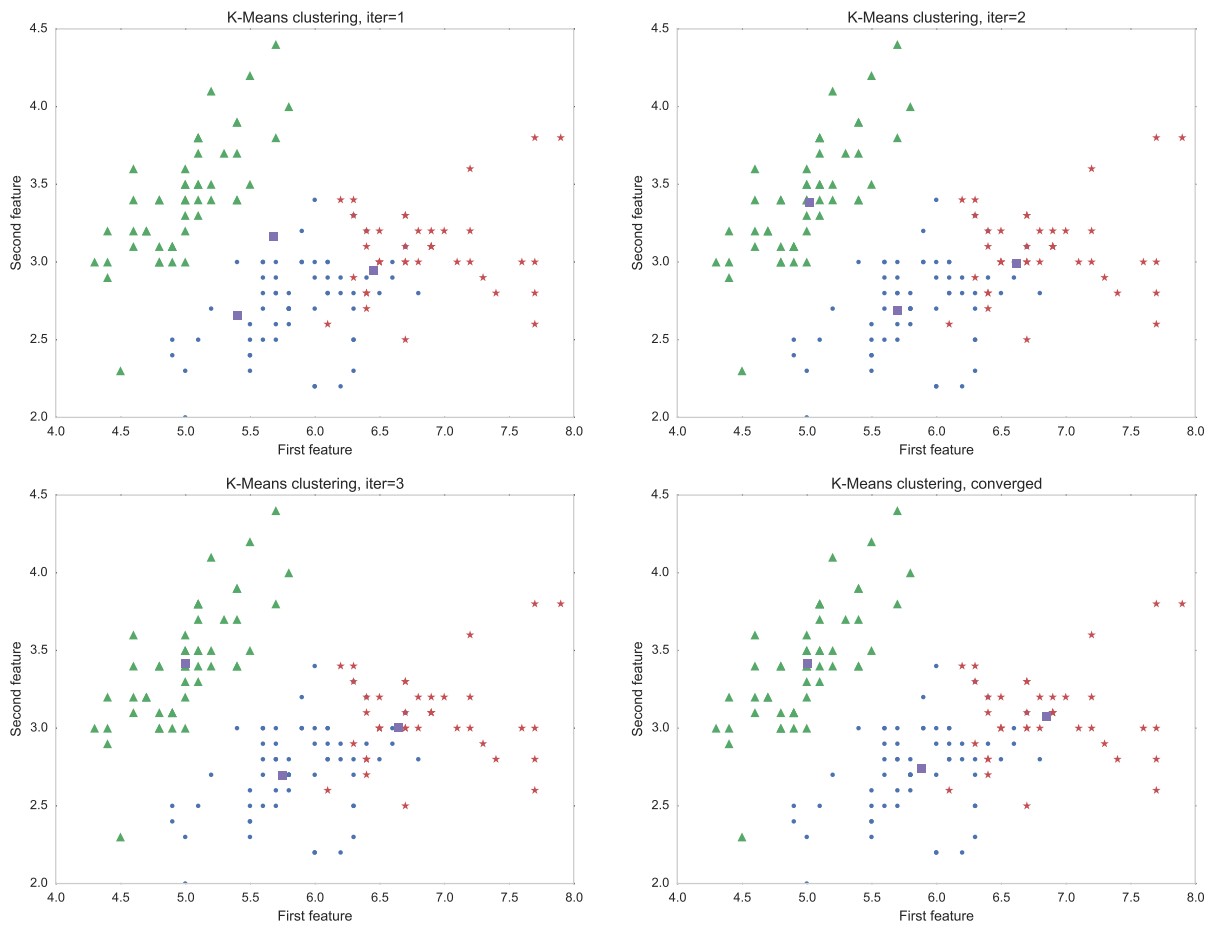 K-Means clustering, iter=1
4.5
4.0
3.5
3.0
2.5
2.0
Second feature
4.0 4.5 5.0 5.5 6.0 6.5 7.0 7.5 8.0
First feature
K-Means clustering, iter=2
4.5
4.0
3.5
3.0
2.5
2.0
Second feature
4.0 4.5 5.0 5.5 6.0 6.5 7.0 7.5 8.0
First feature
K-Means clustering, iter=3
4.5
4.0
3.5
3.0
2.5
2.0
Second feature
4.0 4.5 5.0 5.5 6.0 6.5 7.0 7.5 8.0
First feature
K-Means clustering, converged
4.5
4.0
3.5
3.0
2.5
2.0
Second feature
4.0 4.5 5.0 5.5 6.0 6.5 7.0 7.5 8.0
First feature